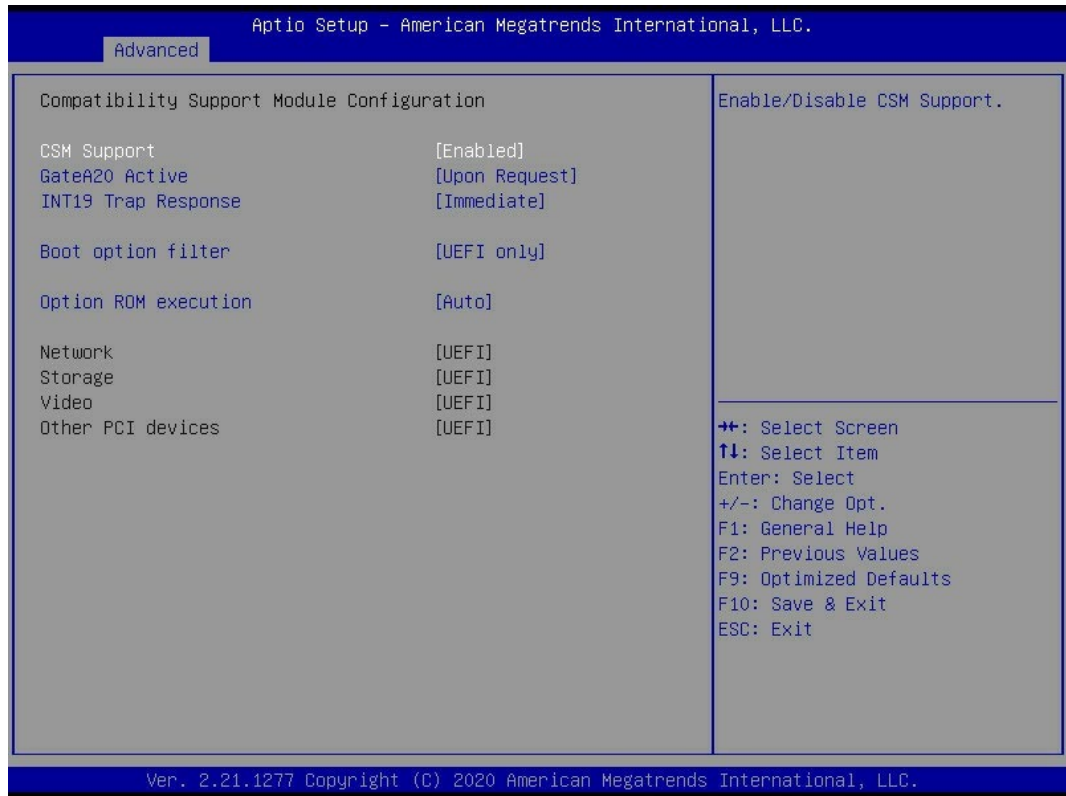 Aptio Setup – American Megatrends International, LLC.
Advanced
Compatibility Support Module Configuration
CSM Support [Enabled]
GateA20 Active [Upon Request]
INT19 Trap Response [Immediate]
Boot option filter [UEFI only]
Option ROM execution [Auto]
Network [UEFI]
Storage [UEFI]
Video [UEFI]
Other PCI devices [UEFI]
Enable/Disable CSM Support.
→←: Select Screen
↑↓: Select Item
Enter: Select
+/-: Change Opt.
F1: General Help
F2: Previous Values
F9: Optimized Defaults
F10: Save & Exit
ESC: Exit
Ver. 2.21.1277 Copyright (C) 2020 American Megatrends International, LLC.